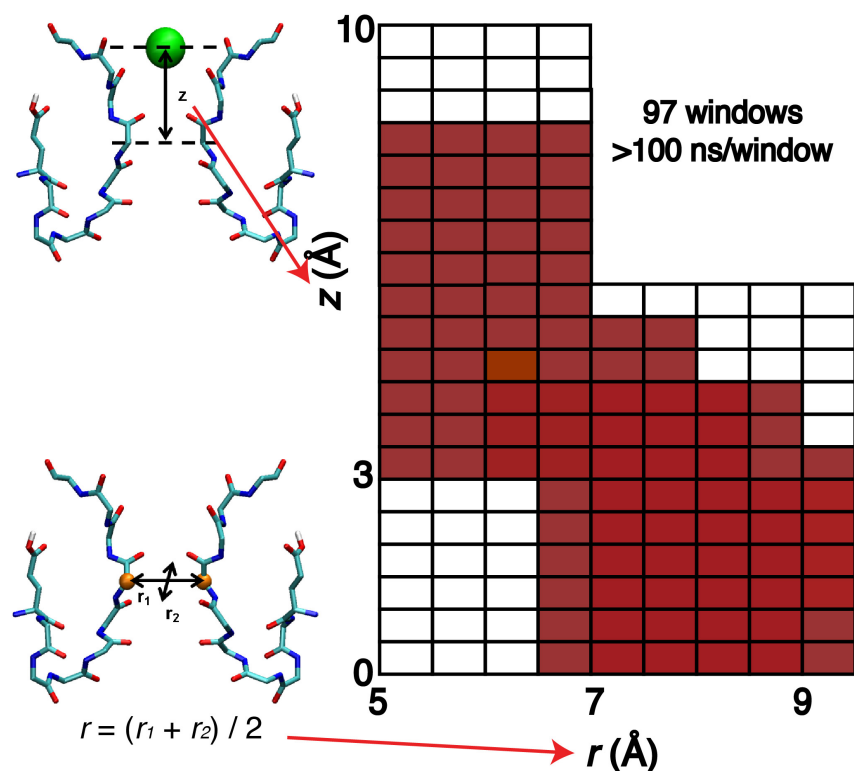 z
r₁
r₂
r = (r₁ + r₂) / 2
97 windows
>100 ns/window
z (Å)
10
3
0
5
7
9
r (Å)